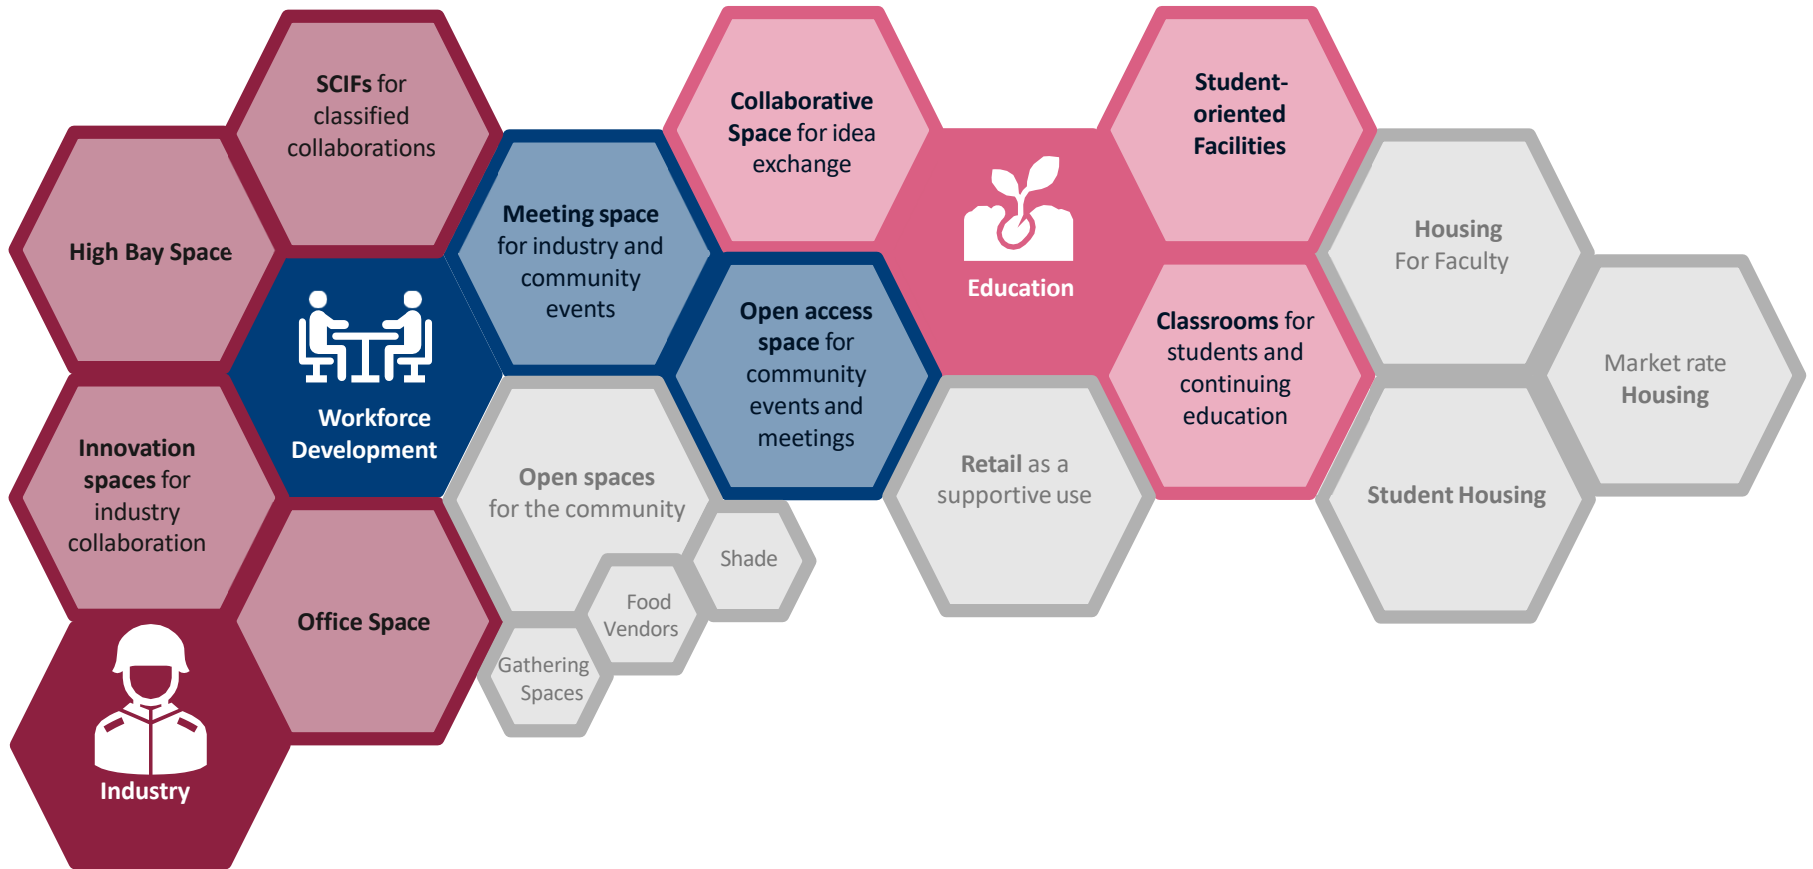 SCIFs for
classified
collaborations
High Bay Space
Innovation
spaces for
industry
collaboration
Workforce
Development
Office Space
Industry
Meeting space
for industry and
community
events
Open access
space for
community
events and
meetings
Open spaces
for the community
Shade
Food
Vendors
Gathering
Spaces
Collaborative
Space for idea
exchange
Education
Student-
oriented
Facilities
Classrooms for
students and
continuing
education
Retail as a
supportive use
Housing
For Faculty
Market rate
Housing
Student Housing